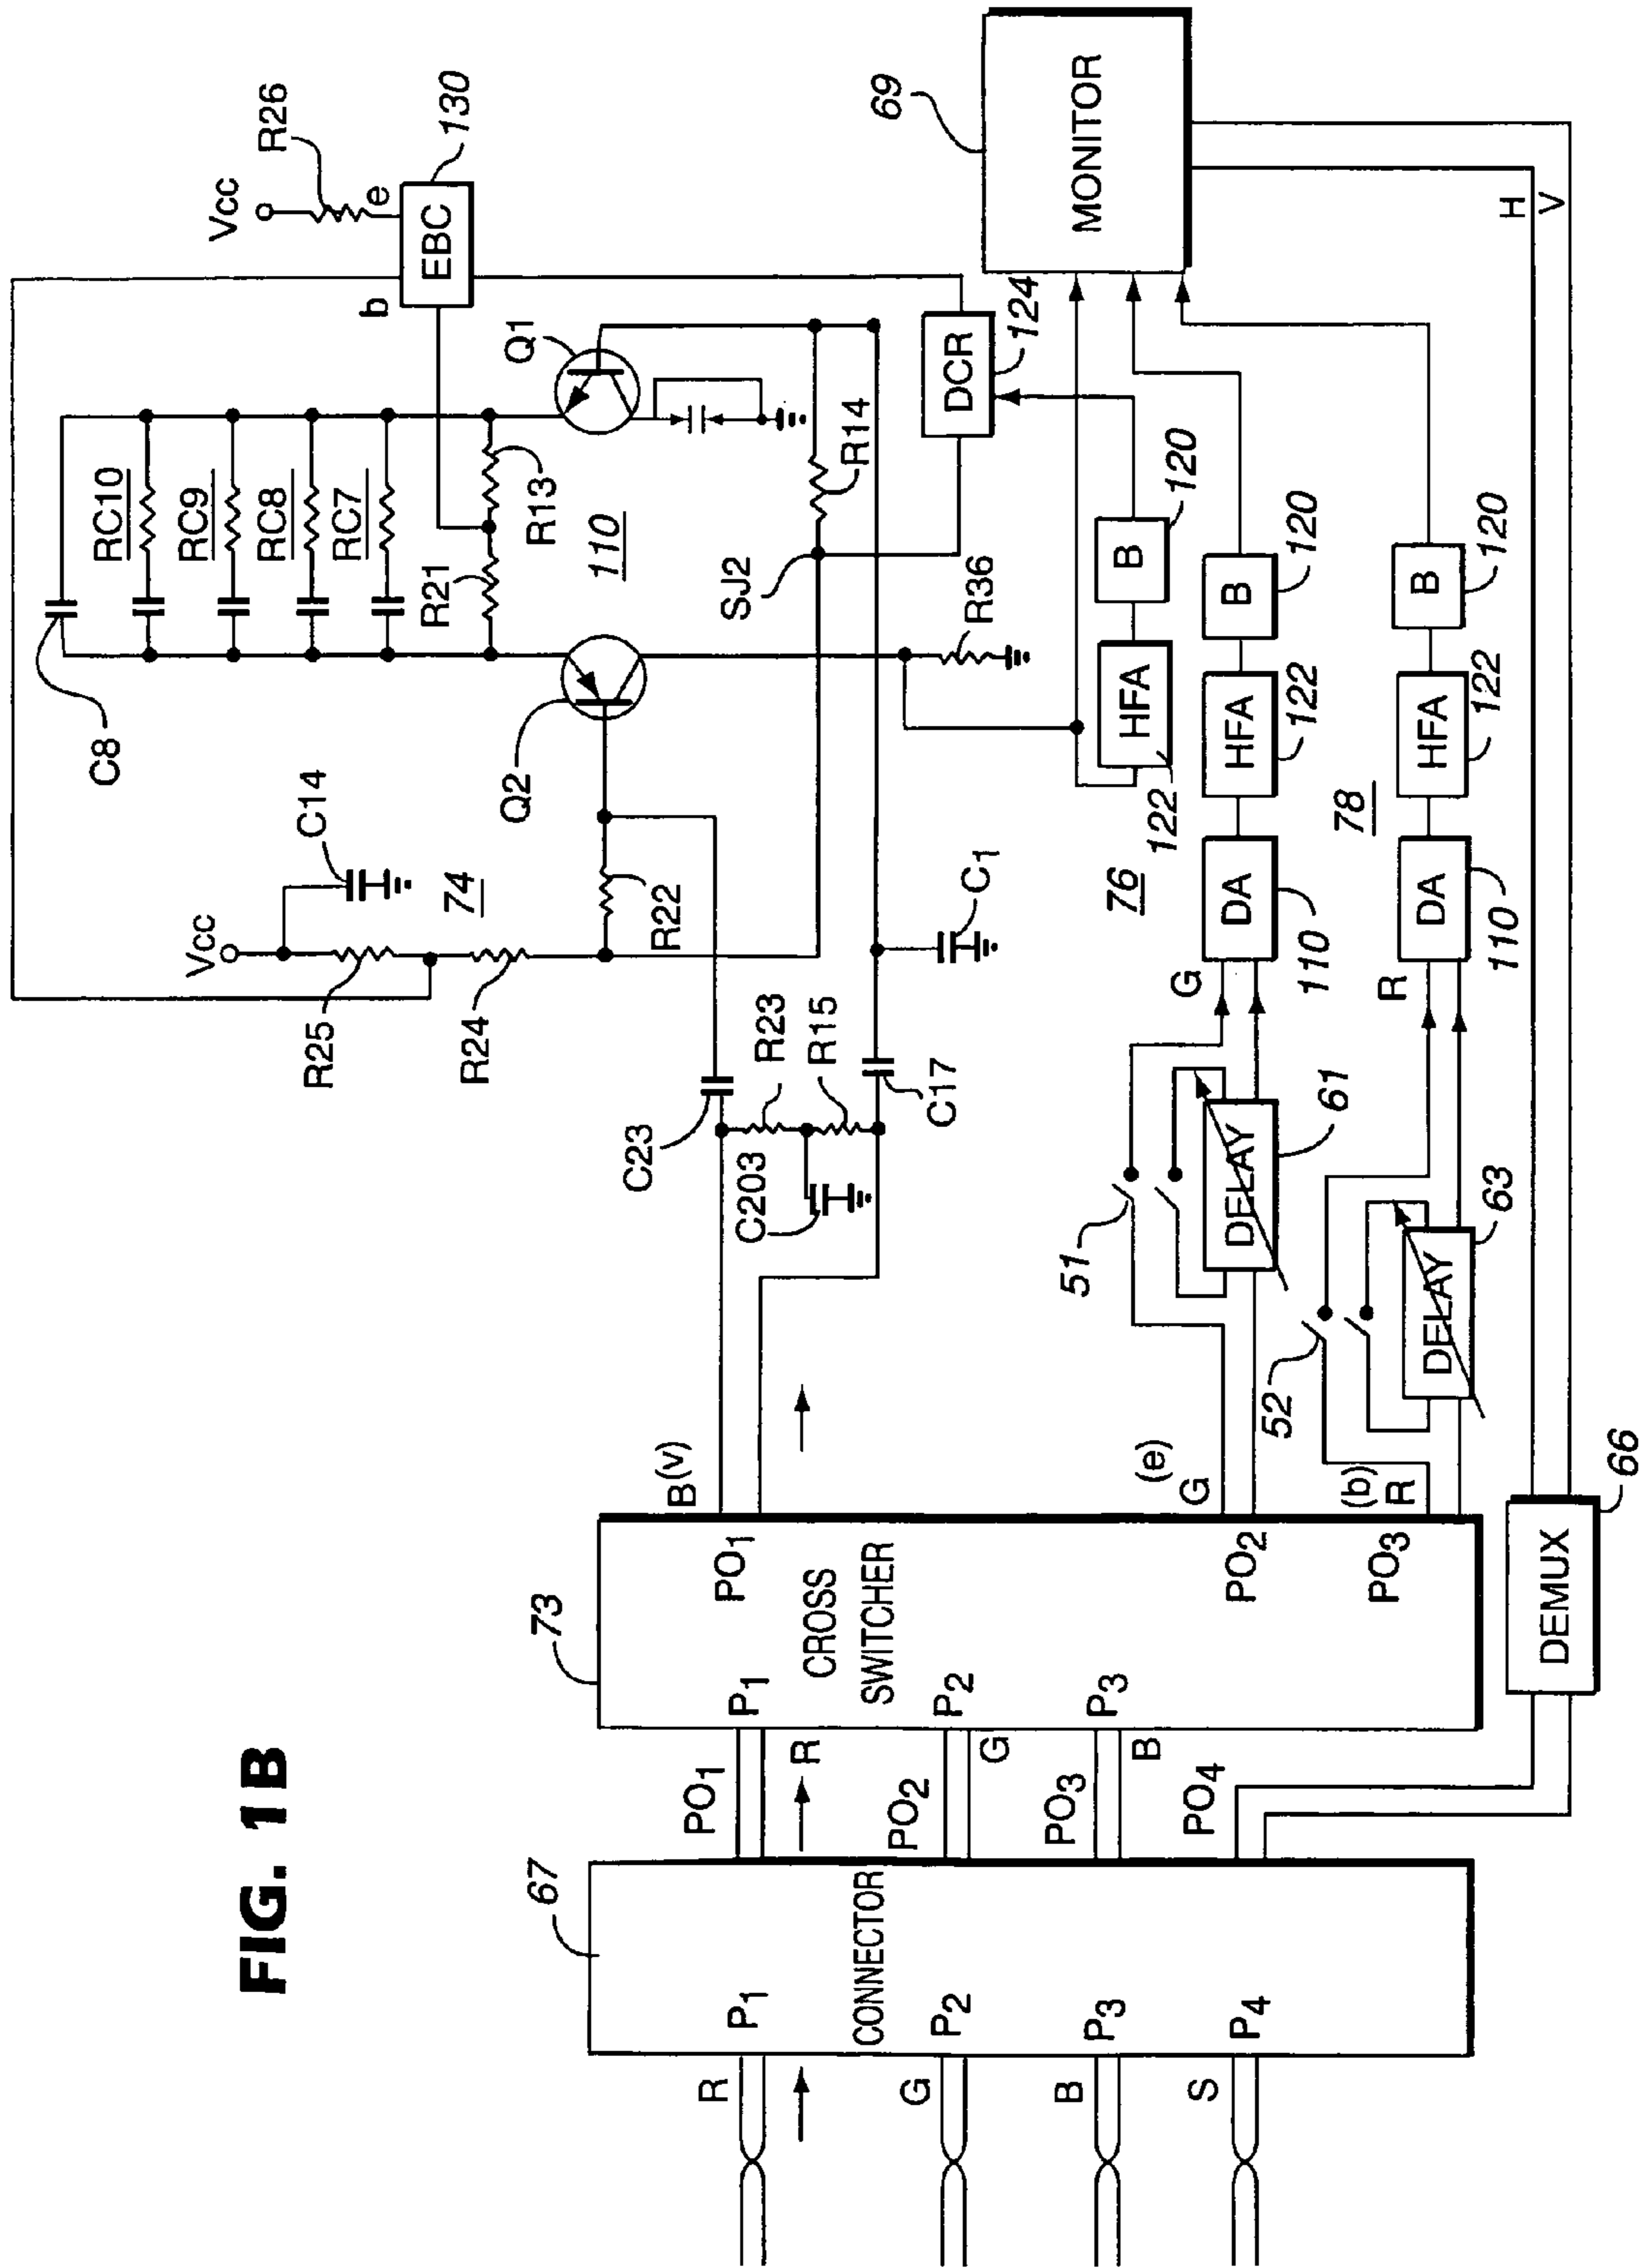 FIG. 1B
Vcc
R26
e
130
EBC
b
RC10
RC9
RC8
RC7
C8
Q1
R13
R21
110
Q2
R14
SJ2
R36
DCR
124
69
MONITOR
H
V
C14
Vcc
74
R25
R24
R22
C23
R23
R15
C203
C17
C1
B
120
HFA
122
76
B
120
HFA
122
DA
110
G
78
B
120
HFA
122
DA
110
R
51
DELAY
61
52
DELAY
63
B(v)
(e)
G
(b)
R
73
PO1
CROSS
SWITCHER
PO2
PO3
P1
P2
P3
66
DEMUX
PO1
R
PO2
G
PO3
B
PO4
67
CONNECTOR
P1
P2
P3
P4
R
G
B
S